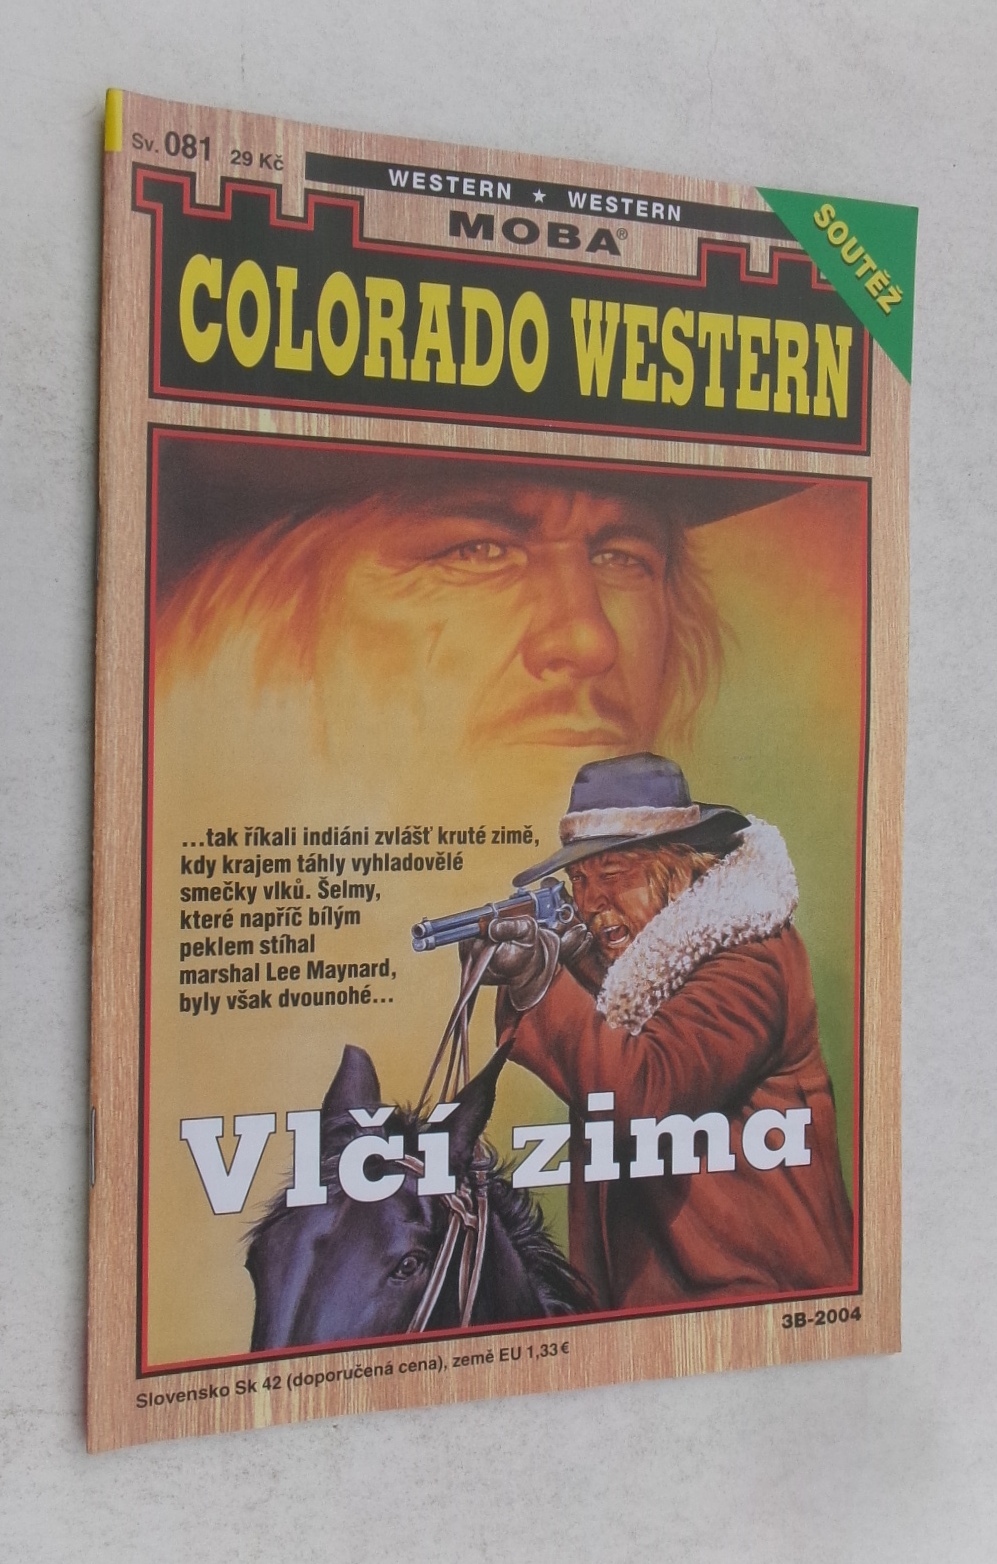 Sv. 081 29 Kč
WESTERN ★ WESTERN
MOBA®
SOUTĚŽ
COLORADO WESTERN
...tak říkali indiáni zvlášť kruté zimě,
kdy krajem táhly vyhladovělé
smečky vlků. Šelmy,
které napříč bílým
peklem stíhal
marshal Lee Maynard,
byly však dvounohé...
Vlčí zima
3B-2004
Slovensko Sk 42 (doporučená cena), země EU 1,33 €